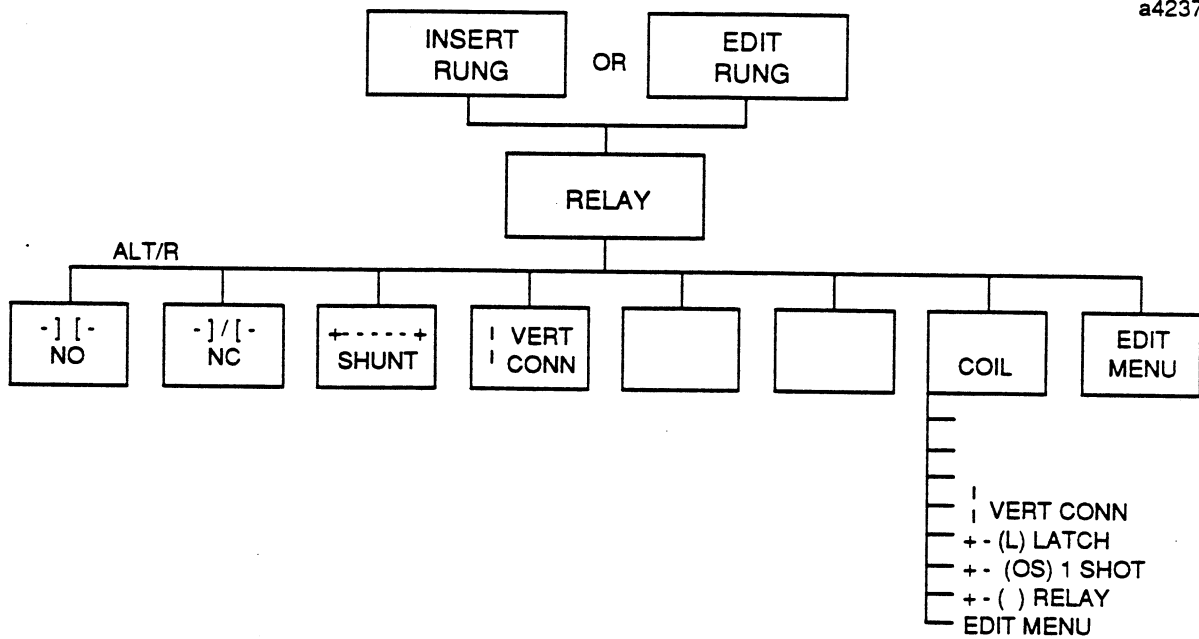 a4237
INSERT
RUNG
OR
EDIT
RUNG
RELAY
ALT/R
-] [-
NO
-]/[-
NC
+-----+
SHUNT
¦ VERT
¦ CONN
COIL
EDIT
MENU
¦ VERT CONN
+-(L) LATCH
+- (OS) 1 SHOT
+-( ) RELAY
EDIT MENU